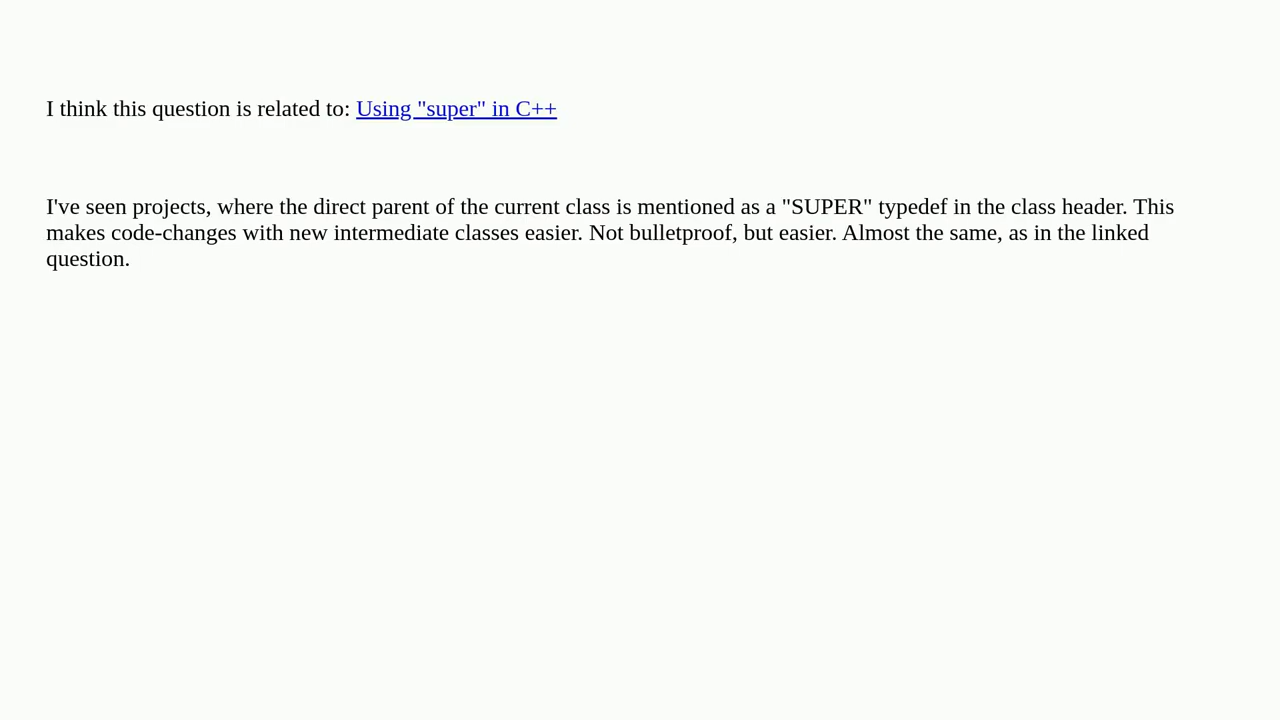 I think this question is related to: Using "super" in C++
I've seen projects, where the direct parent of the current class is mentioned as a "SUPER" typedef in the class header. This
makes code-changes with new intermediate classes easier. Not bulletproof, but easier. Almost the same, as in the linked
question.